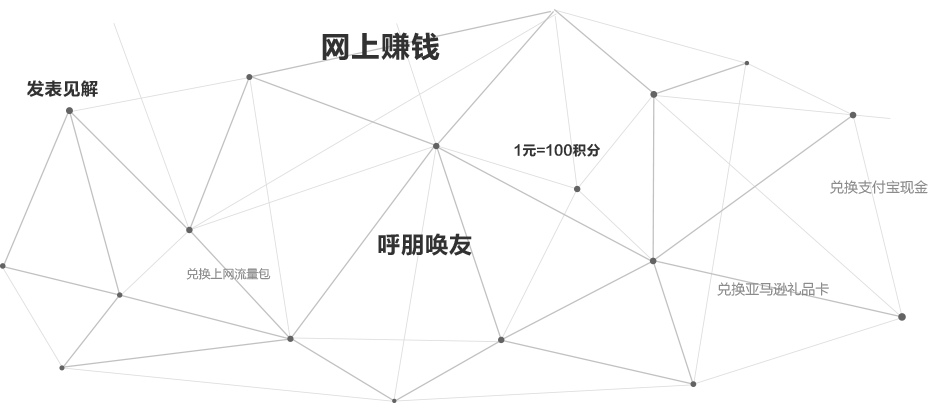 网上赚钱
发表见解
1元=100积分
兑换支付宝现金
呼朋唤友
兑换上网流量包
兑换亚马逊礼品卡